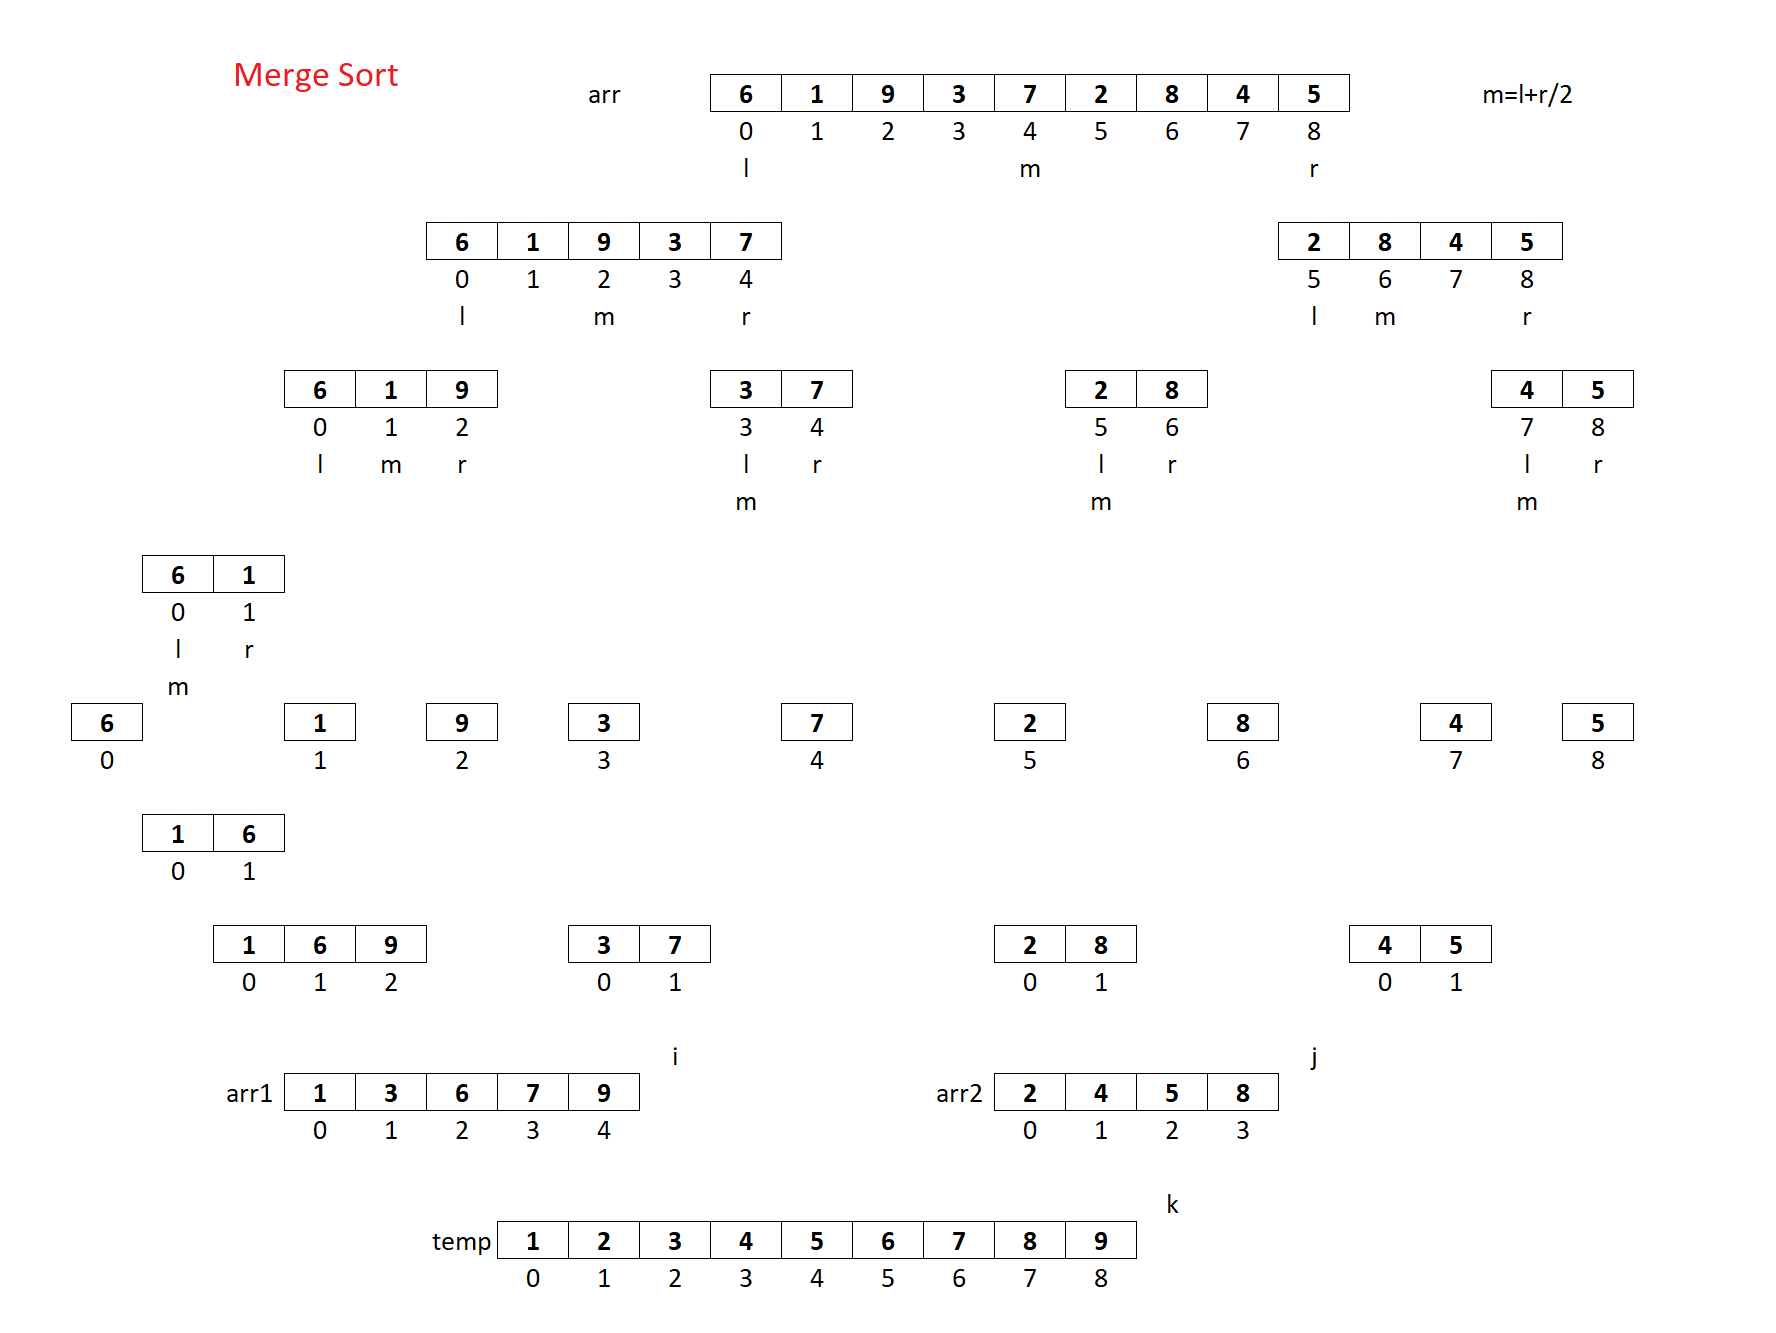 Merge Sort
arr 6 1 9 3 7 2 8 4 5 m=l+r/2
0 1 2 3 4 5 6 7 8
l m r
6 1 9 3 7 2 8 4 5
0 1 2 3 4 5 6 7 8
l m r l m r
6 1 9 3 7 2 8 4 5
0 1 2 3 4 5 6 7 8
l m r l r l r l r
m m m
6 1
0 1
l r
m
6 1 9 3 7 2 8 4 5
0 1 2 3 4 5 6 7 8
1 6
0 1
1 6 9 3 7 2 8 4 5
0 1 2 0 1 0 1 0 1
i j
arr1 1 3 6 7 9 arr2 2 4 5 8
0 1 2 3 4 0 1 2 3
k
temp 1 2 3 4 5 6 7 8 9
0 1 2 3 4 5 6 7 8